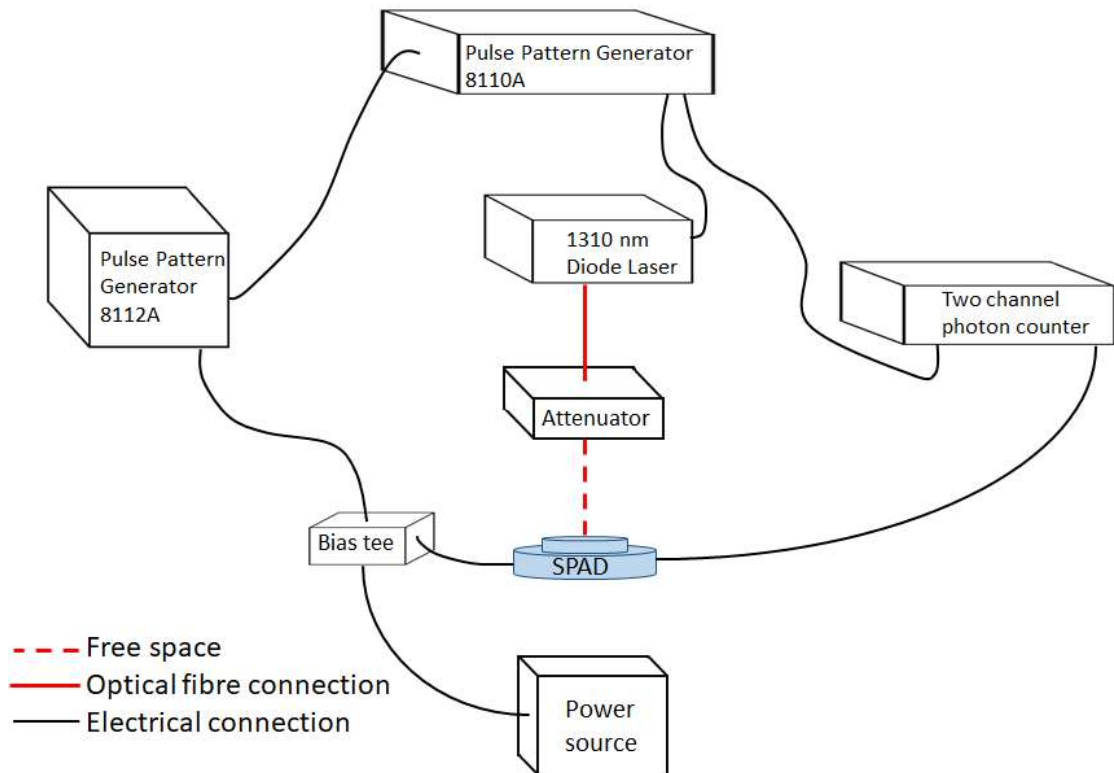 Pulse Pattern Generator
8110A
1310 nm
Diode Laser
Pulse Pattern
Generator
8112A
Two channel
photon counter
Attenuator
Bias tee
SPAD
Free space
Optical fibre connection
Electrical connection
Power
source